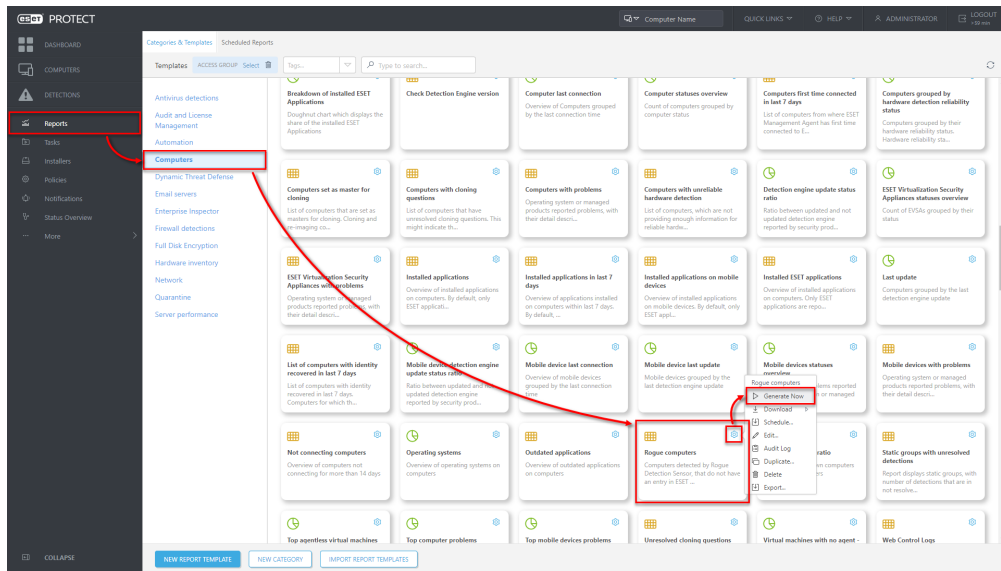 eset PROTECT
Computer Name
QUICK LINKS
HELP
ADMINISTRATOR
LOGOUT
>59 min
DASHBOARD
COMPUTERS
DETECTIONS
Reports
Tasks
Installers
Policies
Notifications
Status Overview
More
COLLAPSE
Categories & Templates
Scheduled Reports
Templates
ACCESS GROUP Select
Tags...
Type to search...
Antivirus detections
Audit and License
Management
Automation
Computers
Dynamic Threat Defense
Email servers
Enterprise Inspector
Firewall detections
Full Disk Encryption
Hardware inventory
Network
Quarantine
Server performance
Breakdown of installed ESET
Applications
Doughnut chart which displays the
share of the installed ESET
Applications
Check Detection Engine version
Computer last connection
Overview of Computers grouped
by the last connection time
Computer statuses overview
Count of computers grouped by
computer status
Computers first time connected
in last 7 days
List of computers from where ESET
Management Agent has first time
connected to E...
Computers grouped by
hardware detection reliability
status
Computers grouped by their
hardware reliability status.
Hardware reliability sta...
Computers set as master for
cloning
List of computers that are set as
masters for cloning. Cloning and
re-imaging co...
Computers with cloning
questions
List of computers that have
unresolved cloning questions. This
might indicate th...
Computers with problems
Operating system or managed
products reported problems, with
their detail descri...
Computers with unreliable
hardware detection
List of computers, which are not
providing enough information for
reliable hardw...
Detection engine update status
ratio
Ratio between updated and not
updated detection engine
reported by security prod...
ESET Virtualization Security
Appliances statuses overview
Count of EVSAs grouped by their
status
ESET Virtualization Security
Appliances with problems
Operating system or managed
products reported problems, with
their detail descri...
Installed applications
Overview of installed applications
on computers. By default, only
ESET applicati...
Installed applications in last 7
days
Overview of applications installed
on computers within last 7 days.
By default, ...
Installed applications on mobile
devices
Overview of installed applications
on mobile devices. By default, only
ESET appl...
Installed ESET applications
Overview of installed applications
on computers. Only ESET
applications are repo...
Last update
Computers grouped by the last
detection engine update
List of computers with identity
recovered in last 7 days
List of computers with identity
recovered in last 7 days.
Computers for which th...
Mobile device detection engine
update status ratio
Ratio between updated and not
updated detection engine
reported by security prod...
Mobile device last connection
Overview of mobile devices
grouped by the last connection
time
Mobile device last update
Mobile devices grouped by the
last detection engine update
Mobile devices statuses
overview
Mobile devices with problems
Operating system or managed
products reported problems, with
their detail descri...
Rogue computers
Generate Now
Download
Schedule...
Edit...
Audit Log
Duplicate...
Delete
Export...
Not connecting computers
Overview of computers not
connecting for more than 14 days
Operating systems
Overview of operating systems on
computers
Outdated applications
Overview of outdated applications
on computers
Rogue computers
Computers detected by Rogue
Detection Sensor, that do not have
an entry in ESET ...
ratio
computers
Static groups with unresolved
detections
Report displays static groups, with
number of detections that are in
not resolve...
Top agentless virtual machines
Top computer problems
Top mobile devices problems
Unresolved cloning questions
Virtual machines with no agent -
Web Control Logs
NEW REPORT TEMPLATE
NEW CATEGORY
IMPORT REPORT TEMPLATES